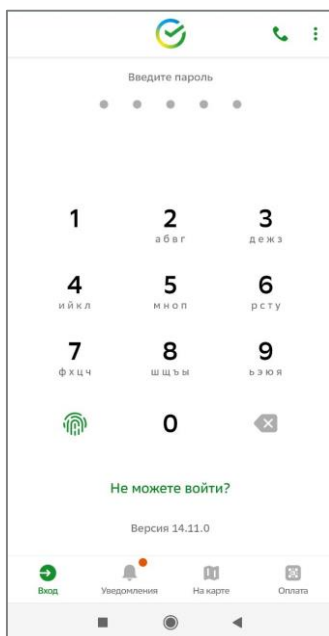 Введите пароль
1 2 3
абвг дежз
4 5 6
ийкл мноп рсту
7 8 9
фхцч шщъы ьэюя
0
Не можете войти?
Версия 14.11.0
Вход Уведомления На карте Оплата